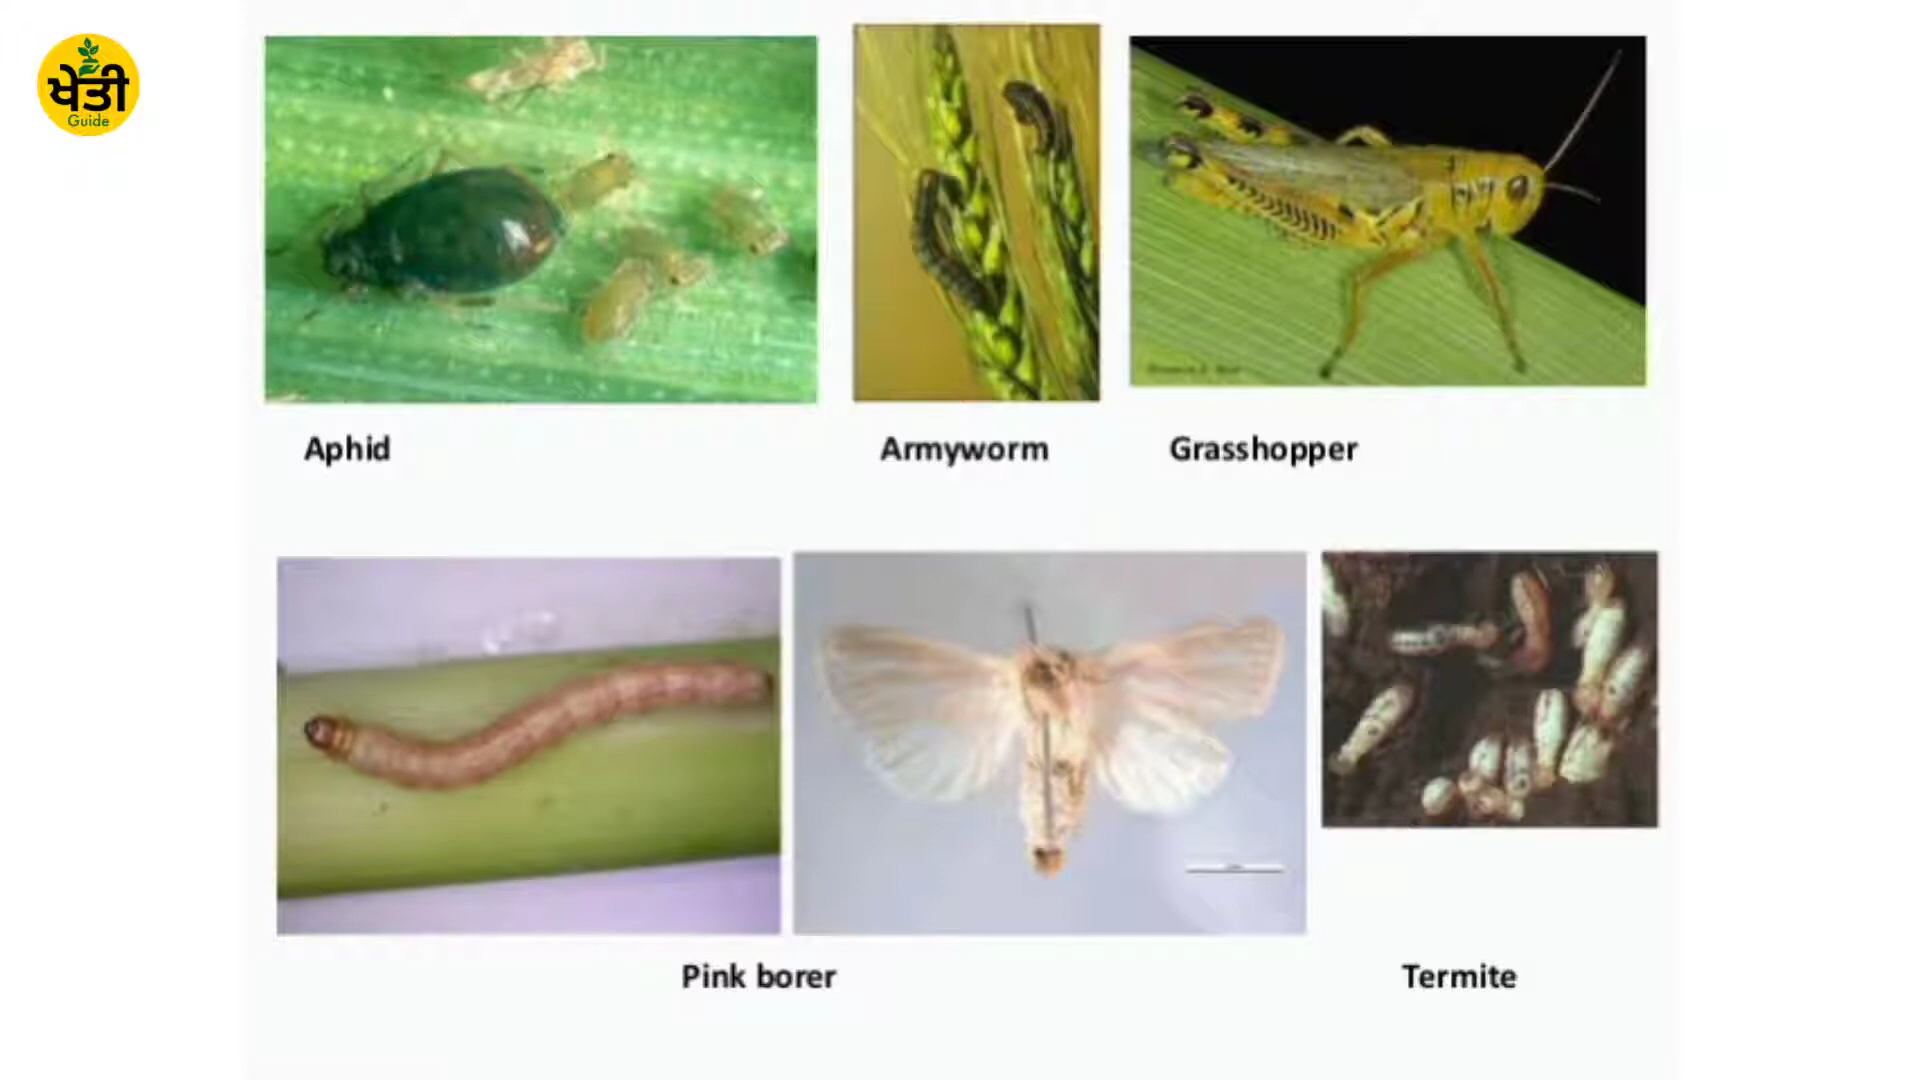 ਖੇਤੀ
Guide
Aphid
Armyworm
Grasshopper
Pink borer
Termite